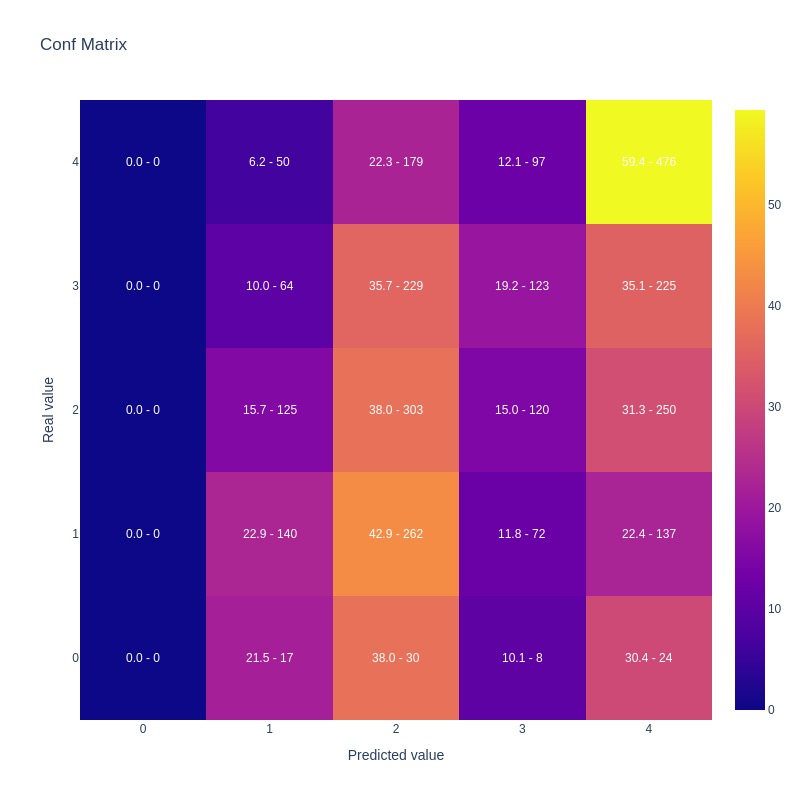 Conf Matrix
4 0.0 - 0 6.2 - 50 22.3 - 179 12.1 - 97 59.4 - 476
50
3 0.0 - 0 10.0 - 64 35.7 - 229 19.2 - 123 35.1 - 225
40
Real value
2 0.0 - 0 15.7 - 125 38.0 - 303 15.0 - 120 31.3 - 250
30
20
1 0.0 - 0 22.9 - 140 42.9 - 262 11.8 - 72 22.4 - 137
10
0 0.0 - 0 21.5 - 17 38.0 - 30 10.1 - 8 30.4 - 24
0
0 1 2 3 4
Predicted value